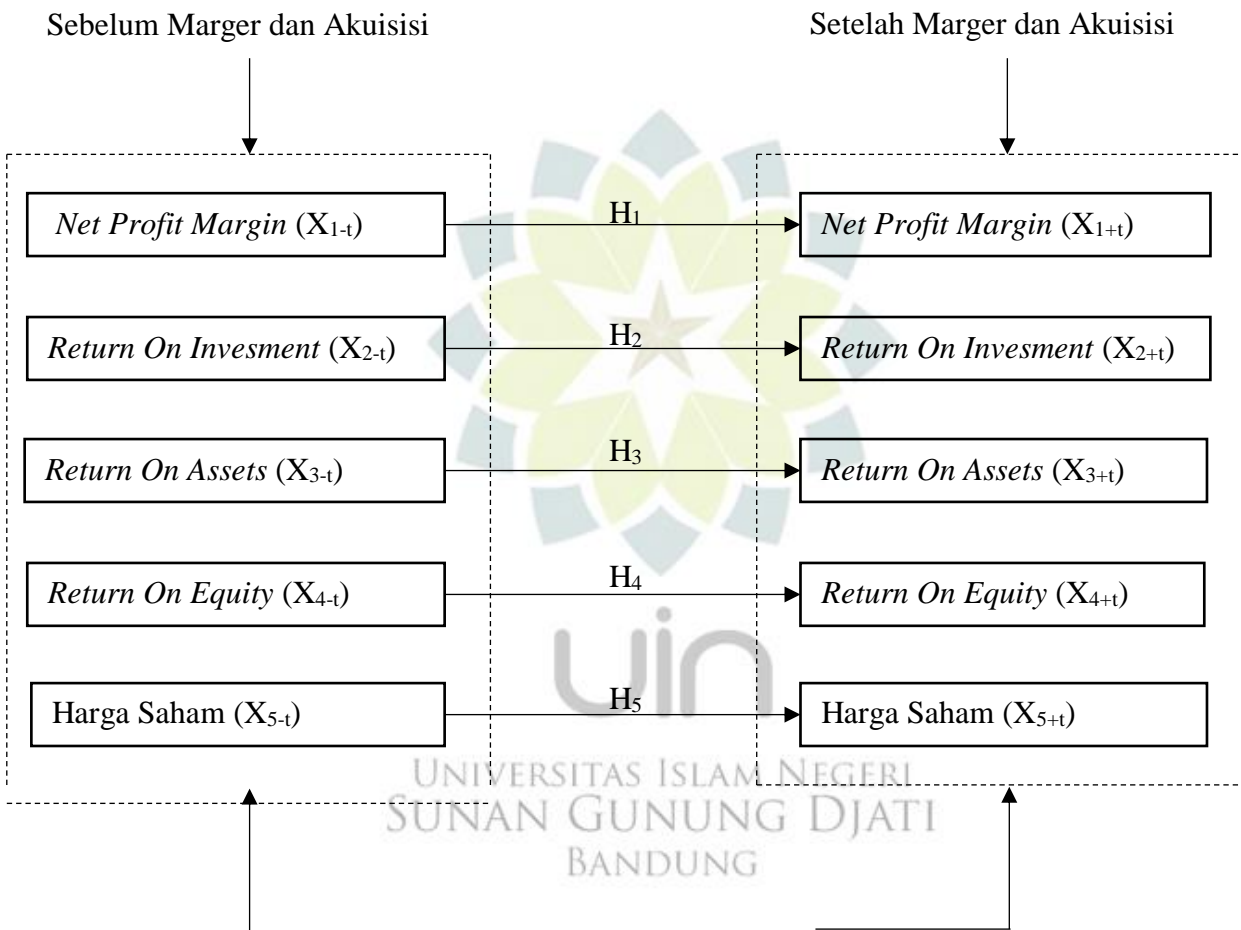 Sebelum Marger dan Akuisisi
Setelah Marger dan Akuisisi
Net Profit Margin (X1-t)
H1
Net Profit Margin (X1+t)
Return On Invesment (X2-t)
H2
Return On Invesment (X2+t)
Return On Assets (X3-t)
H3
Return On Assets (X3+t)
Return On Equity (X4-t)
H4
Return On Equity (X4+t)
Harga Saham (X5-t)
H5
Harga Saham (X5+t)
uin
UNIVERSITAS ISLAM NEGERI
SUNAN GUNUNG DJATI
BANDUNG